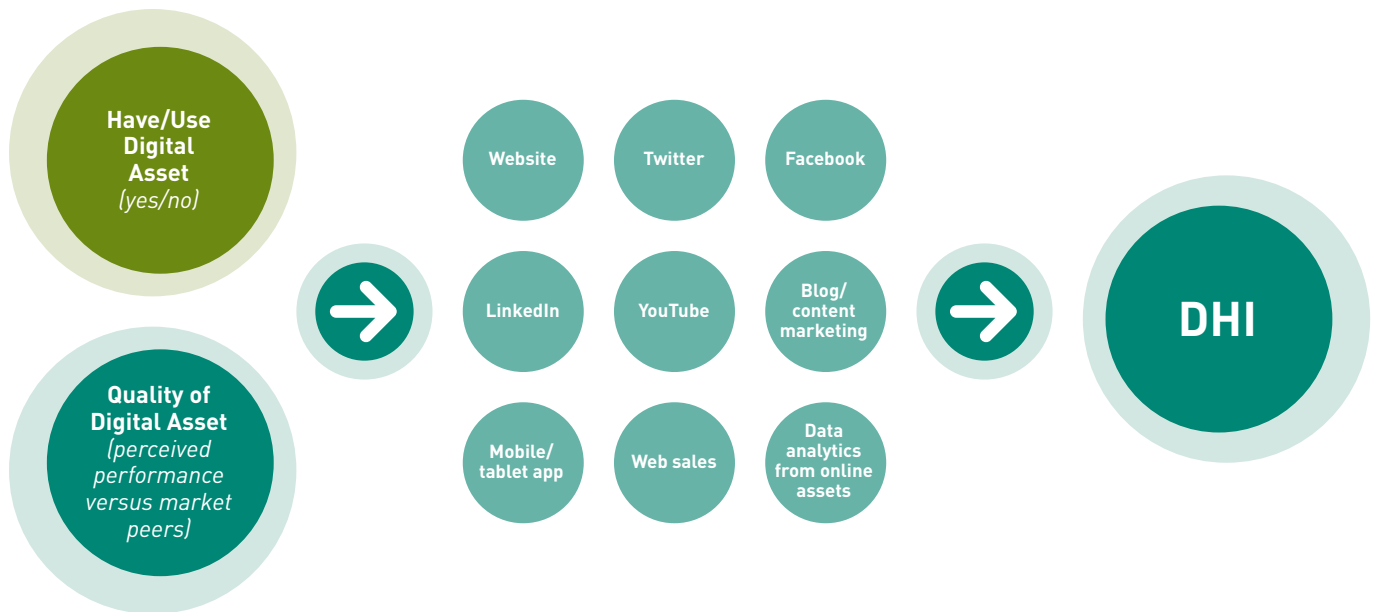 Have/Use
Digital
Asset
(yes/no)
Quality of
Digital Asset
(perceived
performance
versus market
peers)
Website
Twitter
Facebook
LinkedIn
YouTube
Blog/
content
marketing
Mobile/
tablet app
Web sales
Data
analytics
from online
assets
DHI